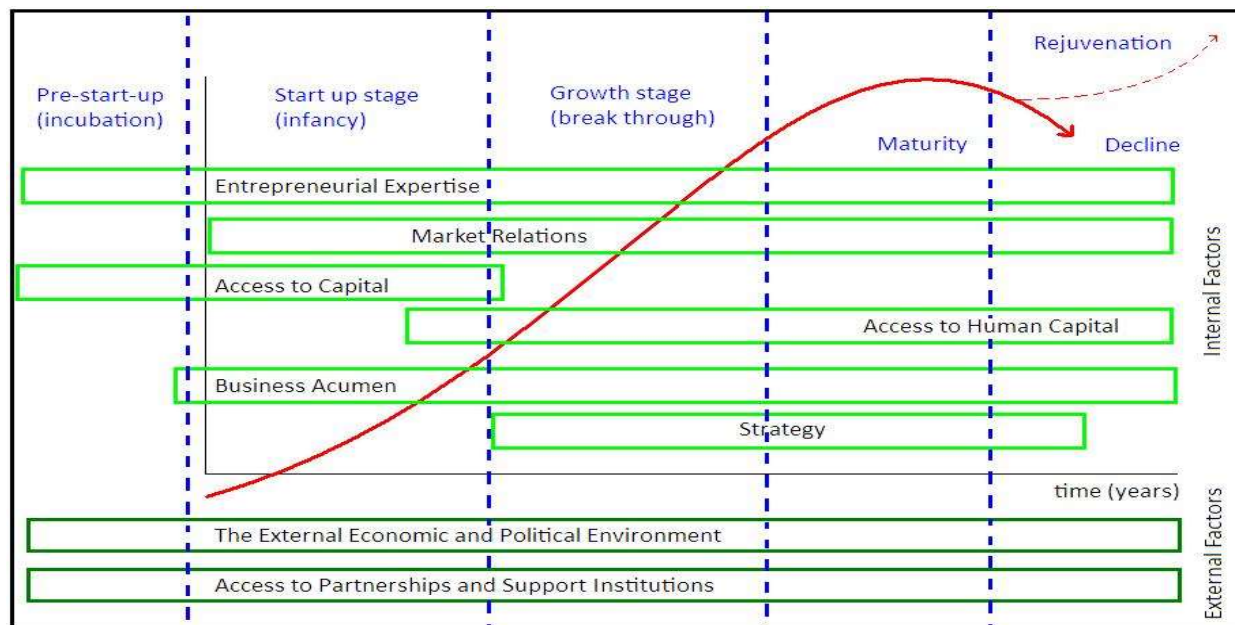 Rejuvenation
Pre-start-up
(incubation)
Start up stage
(infancy)
Growth stage
(break through)
Maturity
Decline
Entrepreneurial Expertise
Market Relations
Access to Capital
Access to Human Capital
Business Acumen
Strategy
Internal Factors
time (years)
The External Economic and Political Environment
Access to Partnerships and Support Institutions
External Factors